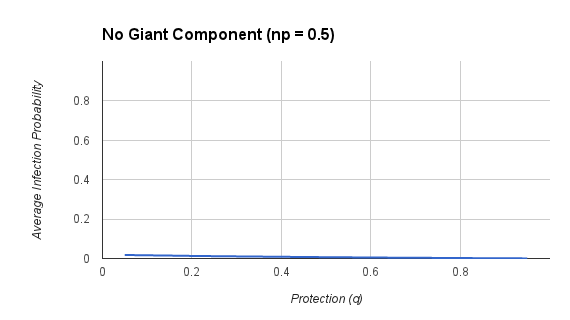 No Giant Component (np = 0.5)
Average Infection Probability
0.8
0.6
0.4
0.2
0
0 0.2 0.4 0.6 0.8
Protection (q)